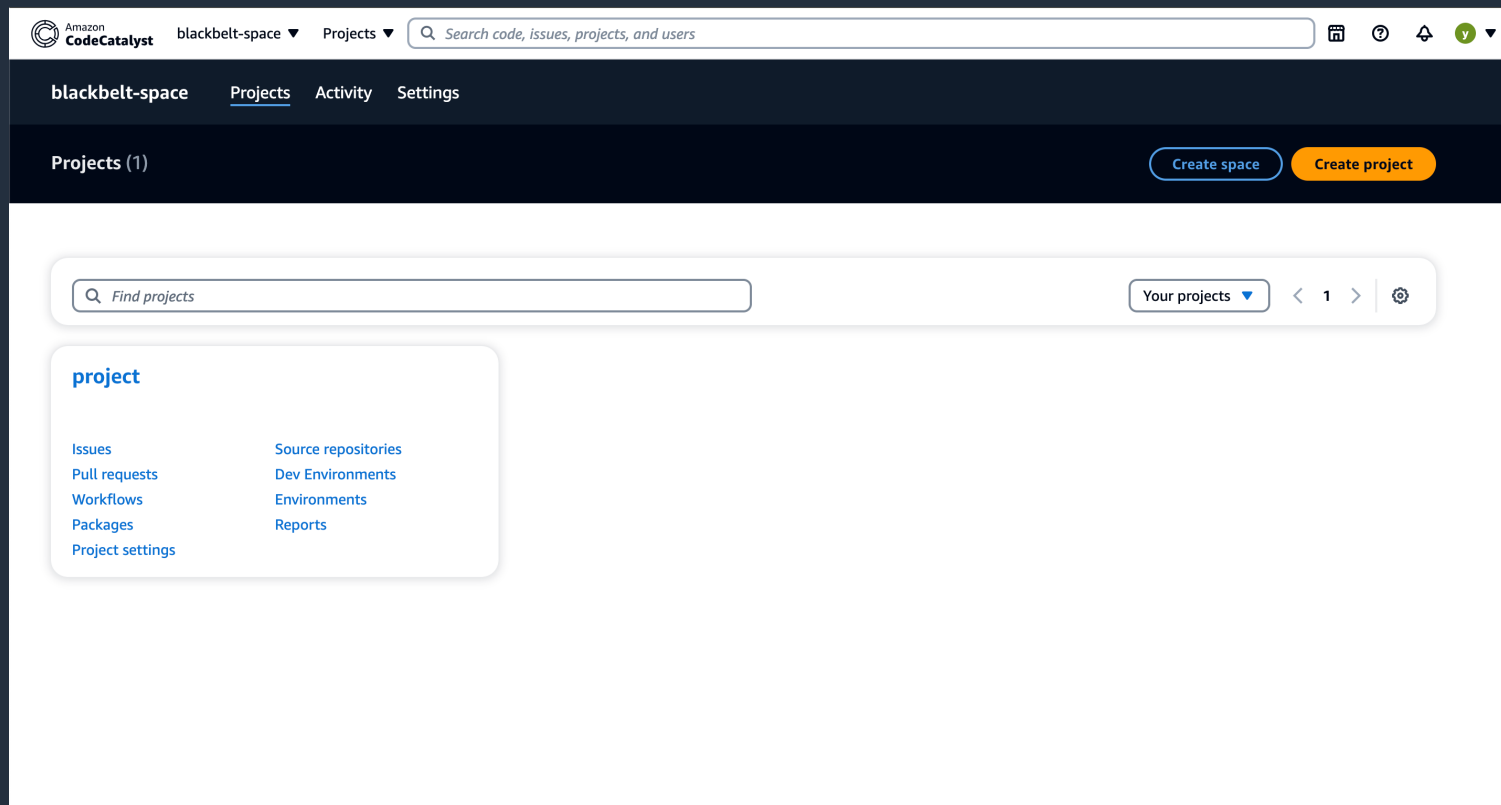 Amazon
CodeCatalyst
blackbelt-space
Projects
Search code, issues, projects, and users
y
blackbelt-space
Projects
Activity
Settings
Projects (1)
Create space
Create project
Find projects
Your projects
1
project
Issues
Source repositories
Pull requests
Dev Environments
Workflows
Environments
Packages
Reports
Project settings